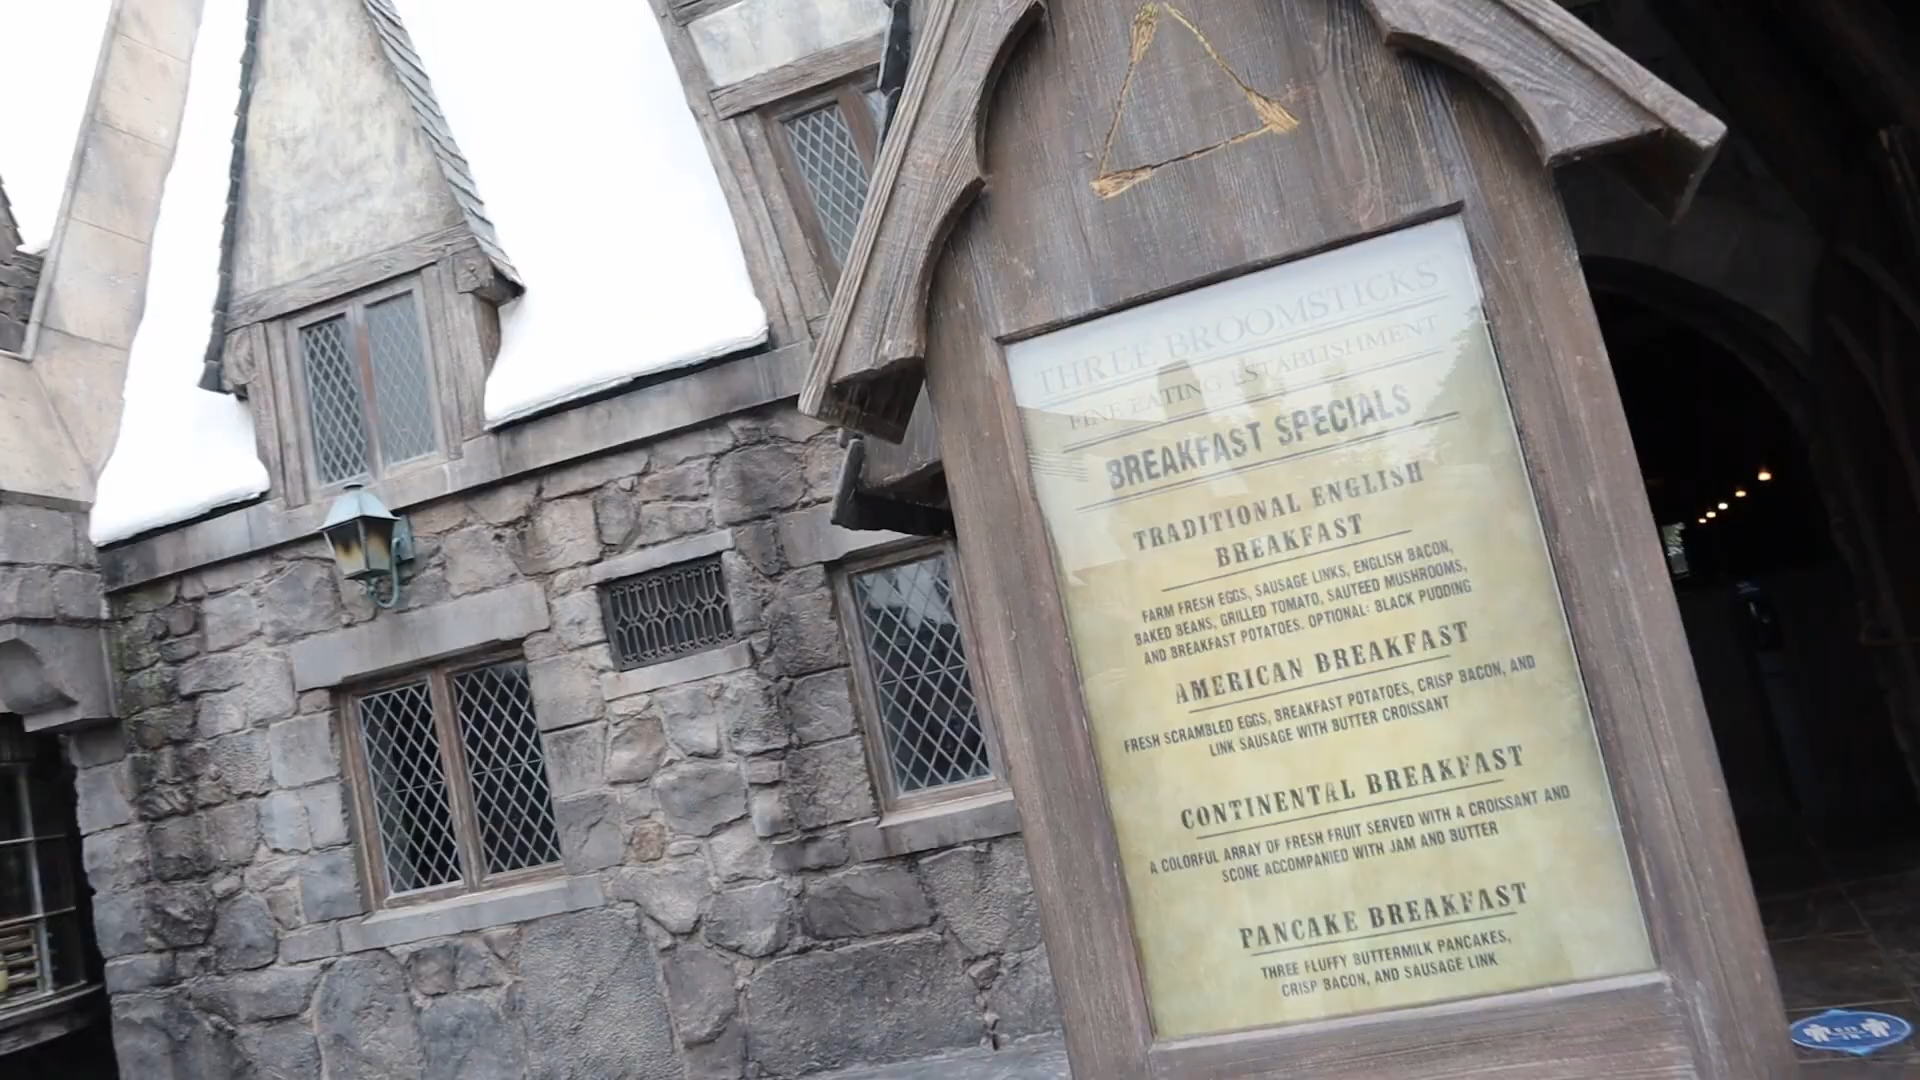 THREE BROOMSTICKS
FINE EATING ESTABLISHMENT
BREAKFAST SPECIALS
TRADITIONAL ENGLISH
BREAKFAST
FARM FRESH EGGS, SAUSAGE LINKS, ENGLISH BACON,
BAKED BEANS, GRILLED TOMATO, SAUTEED MUSHROOMS,
AND BREAKFAST POTATOES. OPTIONAL: BLACK PUDDING
AMERICAN BREAKFAST
FRESH SCRAMBLED EGGS, BREAKFAST POTATOES, CRISP BACON, AND
LINK SAUSAGE WITH BUTTER CROISSANT
CONTINENTAL BREAKFAST
A COLORFUL ARRAY OF FRESH FRUIT SERVED WITH A CROISSANT AND
SCONE ACCOMPANIED WITH JAM AND BUTTER
PANCAKE BREAKFAST
THREE FLUFFY BUTTERMILK PANCAKES,
CRISP BACON, AND SAUSAGE LINK